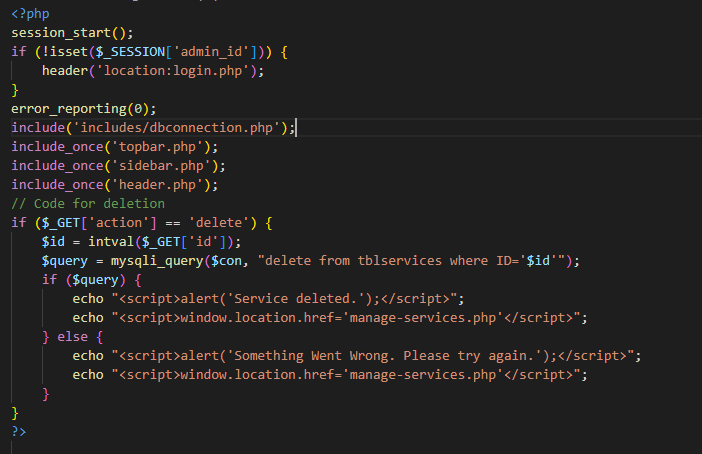 <?php
session_start();
if (!isset($_SESSION['admin_id'])) {
    header('location:login.php');
}
error_reporting(0);
include('includes/dbconnection.php');
include_once('topbar.php');
include_once('sidebar.php');
include_once('header.php');
// Code for deletion
if ($_GET['action'] == 'delete') {
    $id = intval($_GET['id']);
    $query = mysqli_query($con, "delete from tblservices where ID='$id'");
    if ($query) {
        echo "<script>alert('Service deleted.');</script>";
        echo "<script>window.location.href='manage-services.php'</script>";
    } else {
        echo "<script>alert('Something Went Wrong. Please try again.');</script>";
        echo "<script>window.location.href='manage-services.php'</script>";
    }
}
?>